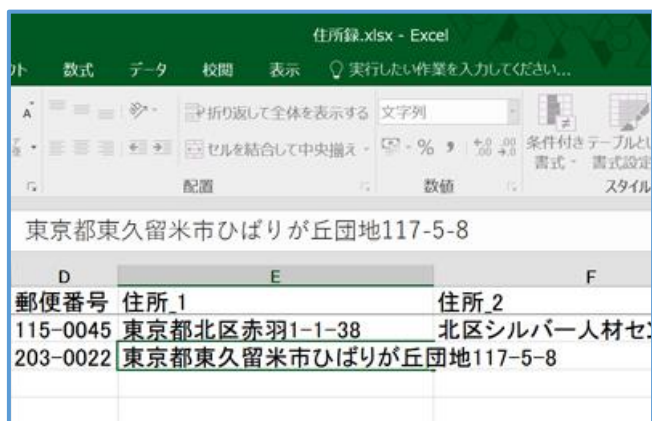 住所録.xlsx - Excel
ト 数式 データ 校閲 表示 実行したい作業を入力してください...
A 折り返して全体を表示する 文字列
セルを結合して中央揃え % 条件付き テーブルとし
書式 書式設定
配置 数値 スタイル
東京都東久留米市ひばりが丘団地117-5-8
D E F
郵便番号 住所_1 住所_2
115-0045 東京都北区赤羽1-1-38 北区シルバー人材セン
203-0022 東京都東久留米市ひばりが丘団地117-5-8